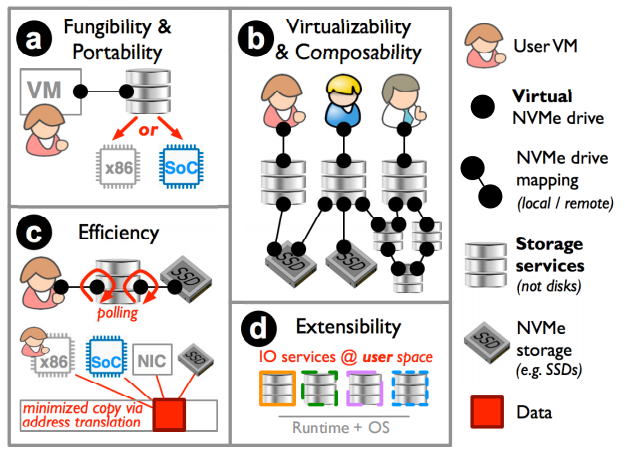 a
Fungibility &
Portability
VM
or
x86
SoC
b
Virtualizability
& Composability
SSD
SSD
c
Efficiency
SSD
polling
x86
SoC
NIC
SSD
minimized copy via
address translation
d
Extensibility
IO services @ user space
Runtime + OS
User VM
Virtual
NVMe drive
NVMe drive
mapping
(local / remote)
Storage
services
(not disks)
SSD
NVMe
storage
(e.g. SSDs)
Data